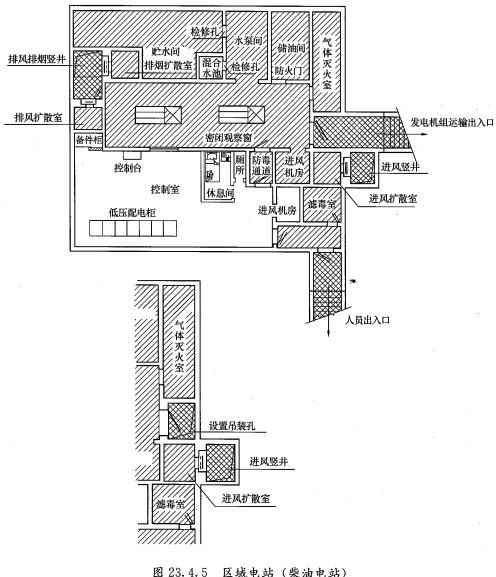 检修孔
水泵间
储油间
气体灭火室
贮水间
排风排烟竖井
排烟扩散室
混合水池
检修孔
防火门
排风扩散室
发电机组运输出入口
密闭观察窗
备件柜
控制台
厕所
防毒通道
进风机房
进风竖井
控制室
休息间
进风机房
滤毒室
进风扩散室
低压配电柜
人员出入口
气体灭火室
设置吊装孔
进风竖井
进风扩散室
滤毒室
图 23.4.5 区域电站（柴油电站）